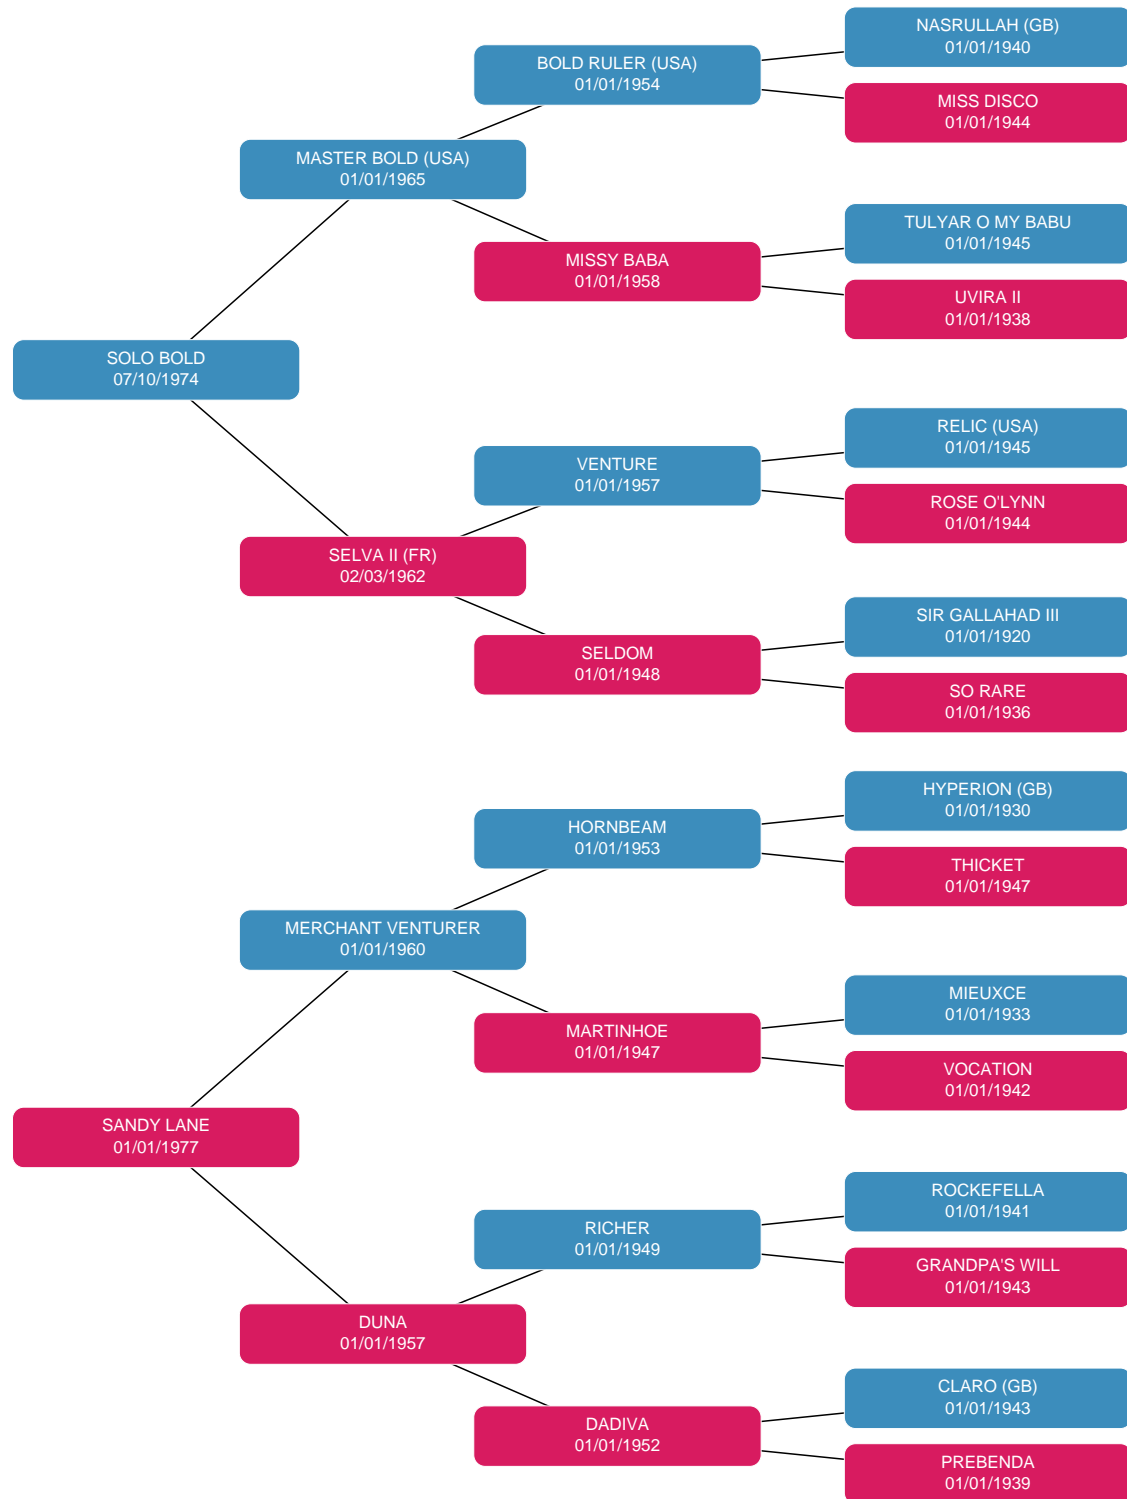 NASRULLAH (GB)
01/01/1940
BOLD RULER (USA)
01/01/1954
MISS DISCO
01/01/1944
MASTER BOLD (USA)
01/01/1965
TULYAR O MY BABU
01/01/1945
MISSY BABA
01/01/1958
UVIRA II
01/01/1938
SOLO BOLD
07/10/1974
RELIC (USA)
01/01/1945
VENTURE
01/01/1957
ROSE O'LYNN
01/01/1944
SELVA II (FR)
02/03/1962
SIR GALLAHAD III
01/01/1920
SELDOM
01/01/1948
SO RARE
01/01/1936
HYPERION (GB)
01/01/1930
HORNBEAM
01/01/1953
THICKET
01/01/1947
MERCHANT VENTURER
01/01/1960
MIEUXCE
01/01/1933
MARTINHOE
01/01/1947
VOCATION
01/01/1942
SANDY LANE
01/01/1977
ROCKEFELLA
01/01/1941
RICHER
01/01/1949
GRANDPA'S WILL
01/01/1943
DUNA
01/01/1957
CLARO (GB)
01/01/1943
DADIVA
01/01/1952
PREBENDA
01/01/1939